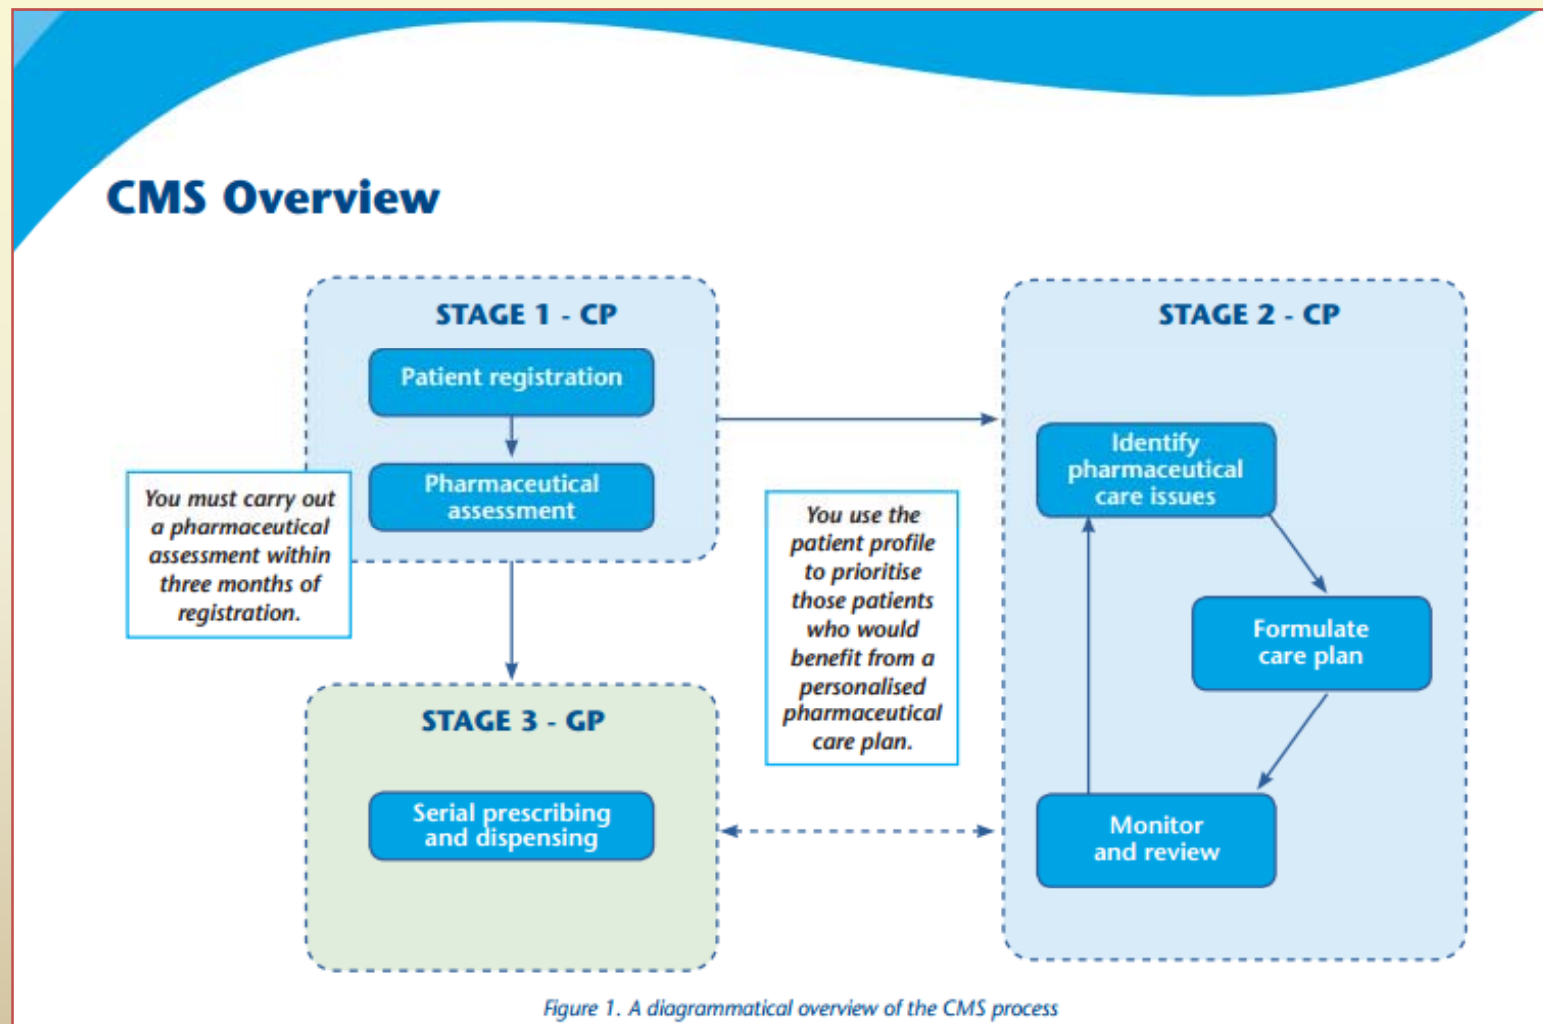 CMS Overview
STAGE 1 - CP
Patient registration
Pharmaceutical
assessment
You must carry out
a pharmaceutical
assessment within
three months of
registration.
STAGE 2 - CP
Identify
pharmaceutical
care issues
Formulate
care plan
Monitor
and review
You use the
patient profile
to prioritise
those patients
who would
benefit from a
personalised
pharmaceutical
care plan.
STAGE 3 - GP
Serial prescribing
and dispensing
Figure 1. A diagrammatical overview of the CMS process